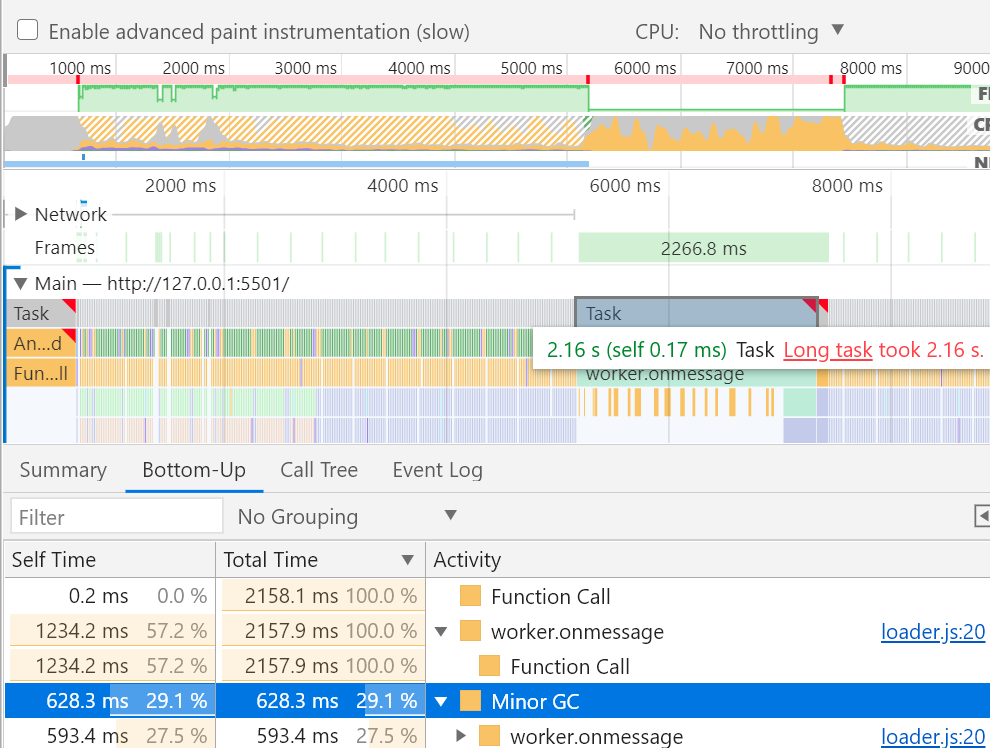 Enable advanced paint instrumentation (slow) CPU: No throttling
1000 ms 2000 ms 3000 ms 4000 ms 5000 ms 6000 ms 7000 ms 8000 ms 9000
2000 ms 4000 ms 6000 ms 8000 ms
Network
Frames 2266.8 ms
Main — http://127.0.0.1:5501/
Task Task
An...d
2.16 s (self 0.17 ms) Task Long task took 2.16 s.
Fun...ll worker.onmessage
Summary Bottom-Up Call Tree Event Log
Filter No Grouping
Self Time Total Time Activity
0.2 ms 0.0 % 2158.1 ms 100.0 % Function Call
1234.2 ms 57.2 % 2157.9 ms 100.0 % worker.onmessage loader.js:20
1234.2 ms 57.2 % 2157.9 ms 100.0 % Function Call
628.3 ms 29.1 % 628.3 ms 29.1 % Minor GC
593.4 ms 27.5 % 593.4 ms 27.5 % worker.onmessage loader.js:20